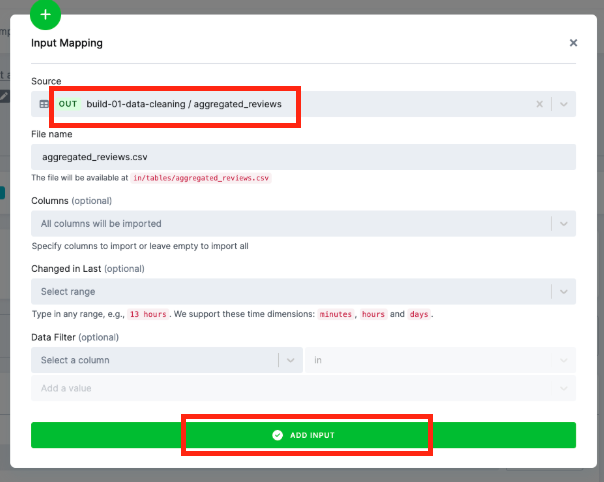 Input Mapping
Source
OUT build-01-data-cleaning / aggregated_reviews
File name
aggregated_reviews.csv
The file will be available at in/tables/aggregated_reviews.csv
Columns (optional)
All columns will be imported
Specify columns to import or leave empty to import all
Changed in Last (optional)
Select range
Type in any range, e.g., 13 hours. We support these time dimensions: minutes, hours and days.
Data Filter (optional)
Select a column in
Add a value
ADD INPUT